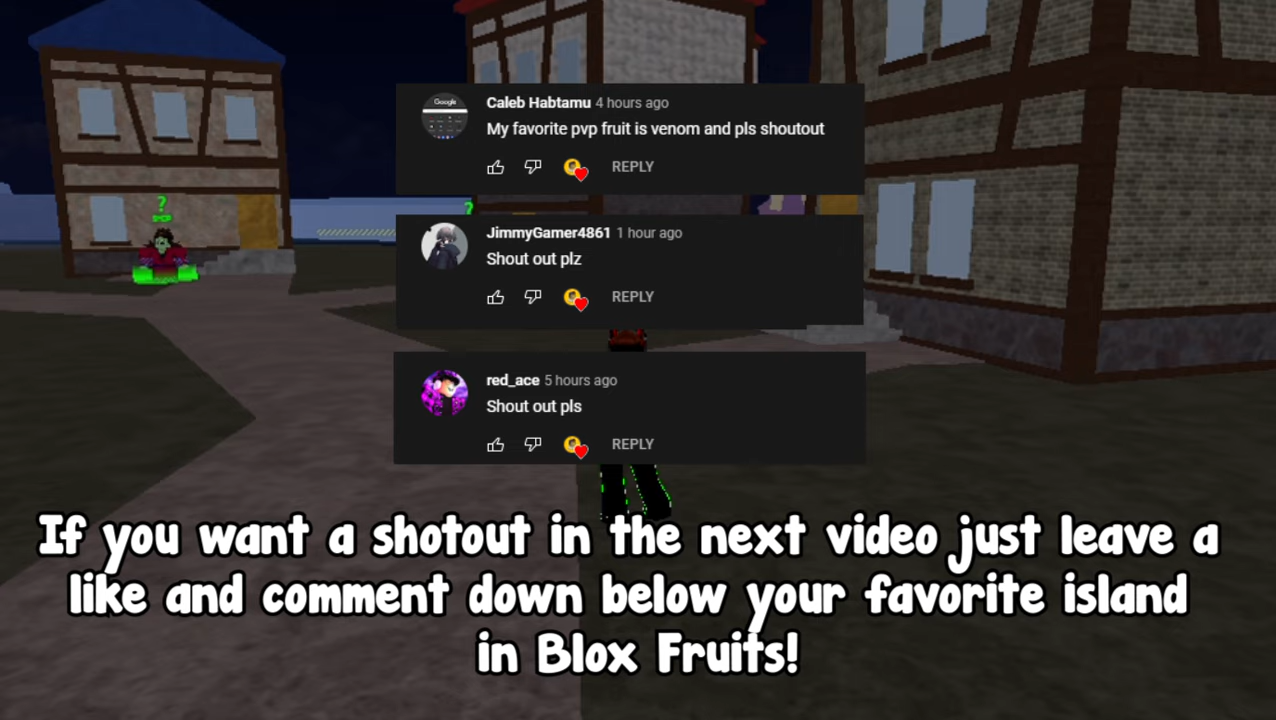 Google
Caleb Habtamu 4 hours ago
My favorite pvp fruit is venom and pls shoutout
REPLY
?
?
JimmyGamer4861 1 hour ago
Shout out plz
REPLY
red_ace 5 hours ago
Shout out pls
REPLY
If you want a shotout in the next video just leave a
like and comment down below your favorite island
in Blox Fruits!